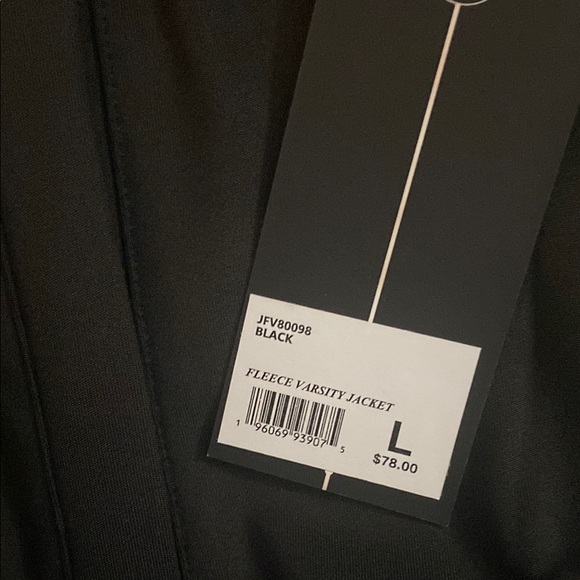 JFV80098
BLACK
FLEECE VARSITY JACKET
1 96069 93907 5
L
$78.00